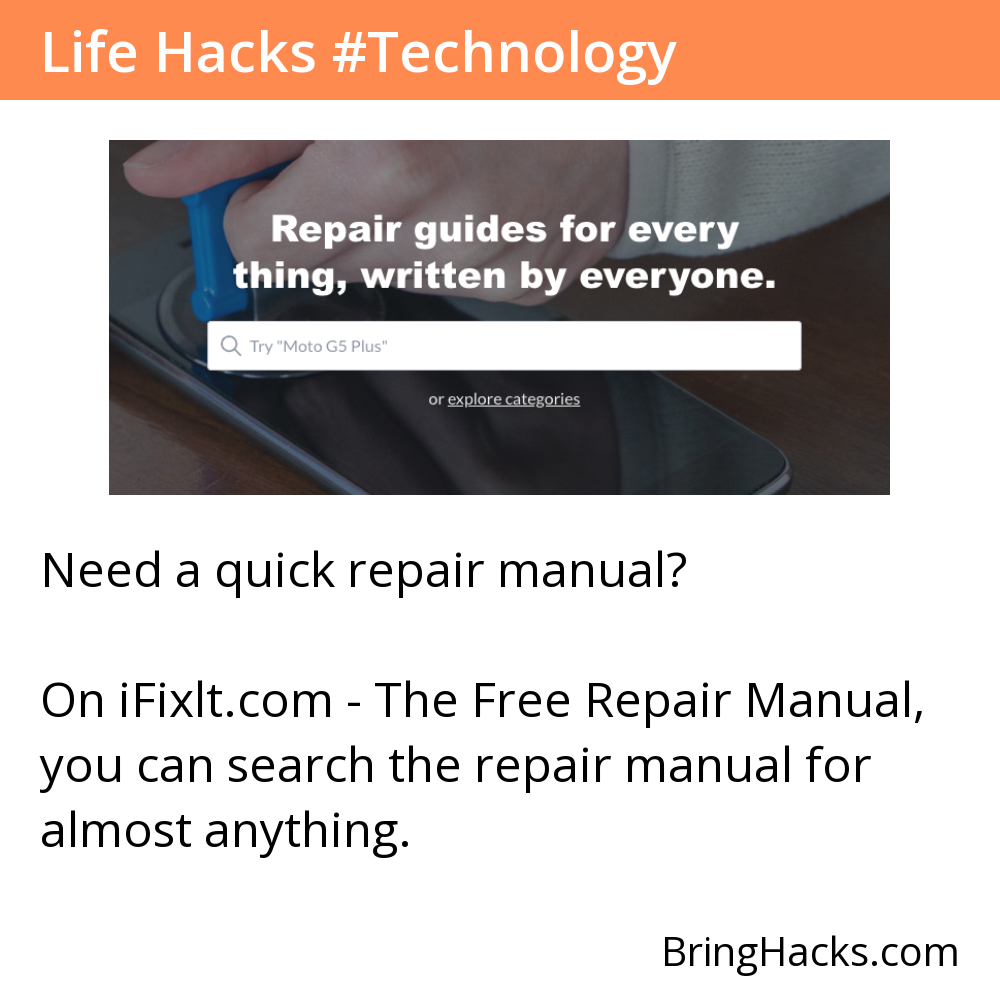 Life Hacks #Technology
Repair guides for every
thing, written by everyone.
Try "Moto G5 Plus"
or explore categories
Need a quick repair manual?
On iFixlt.com - The Free Repair Manual,
you can search the repair manual for
almost anything.
BringHacks.com